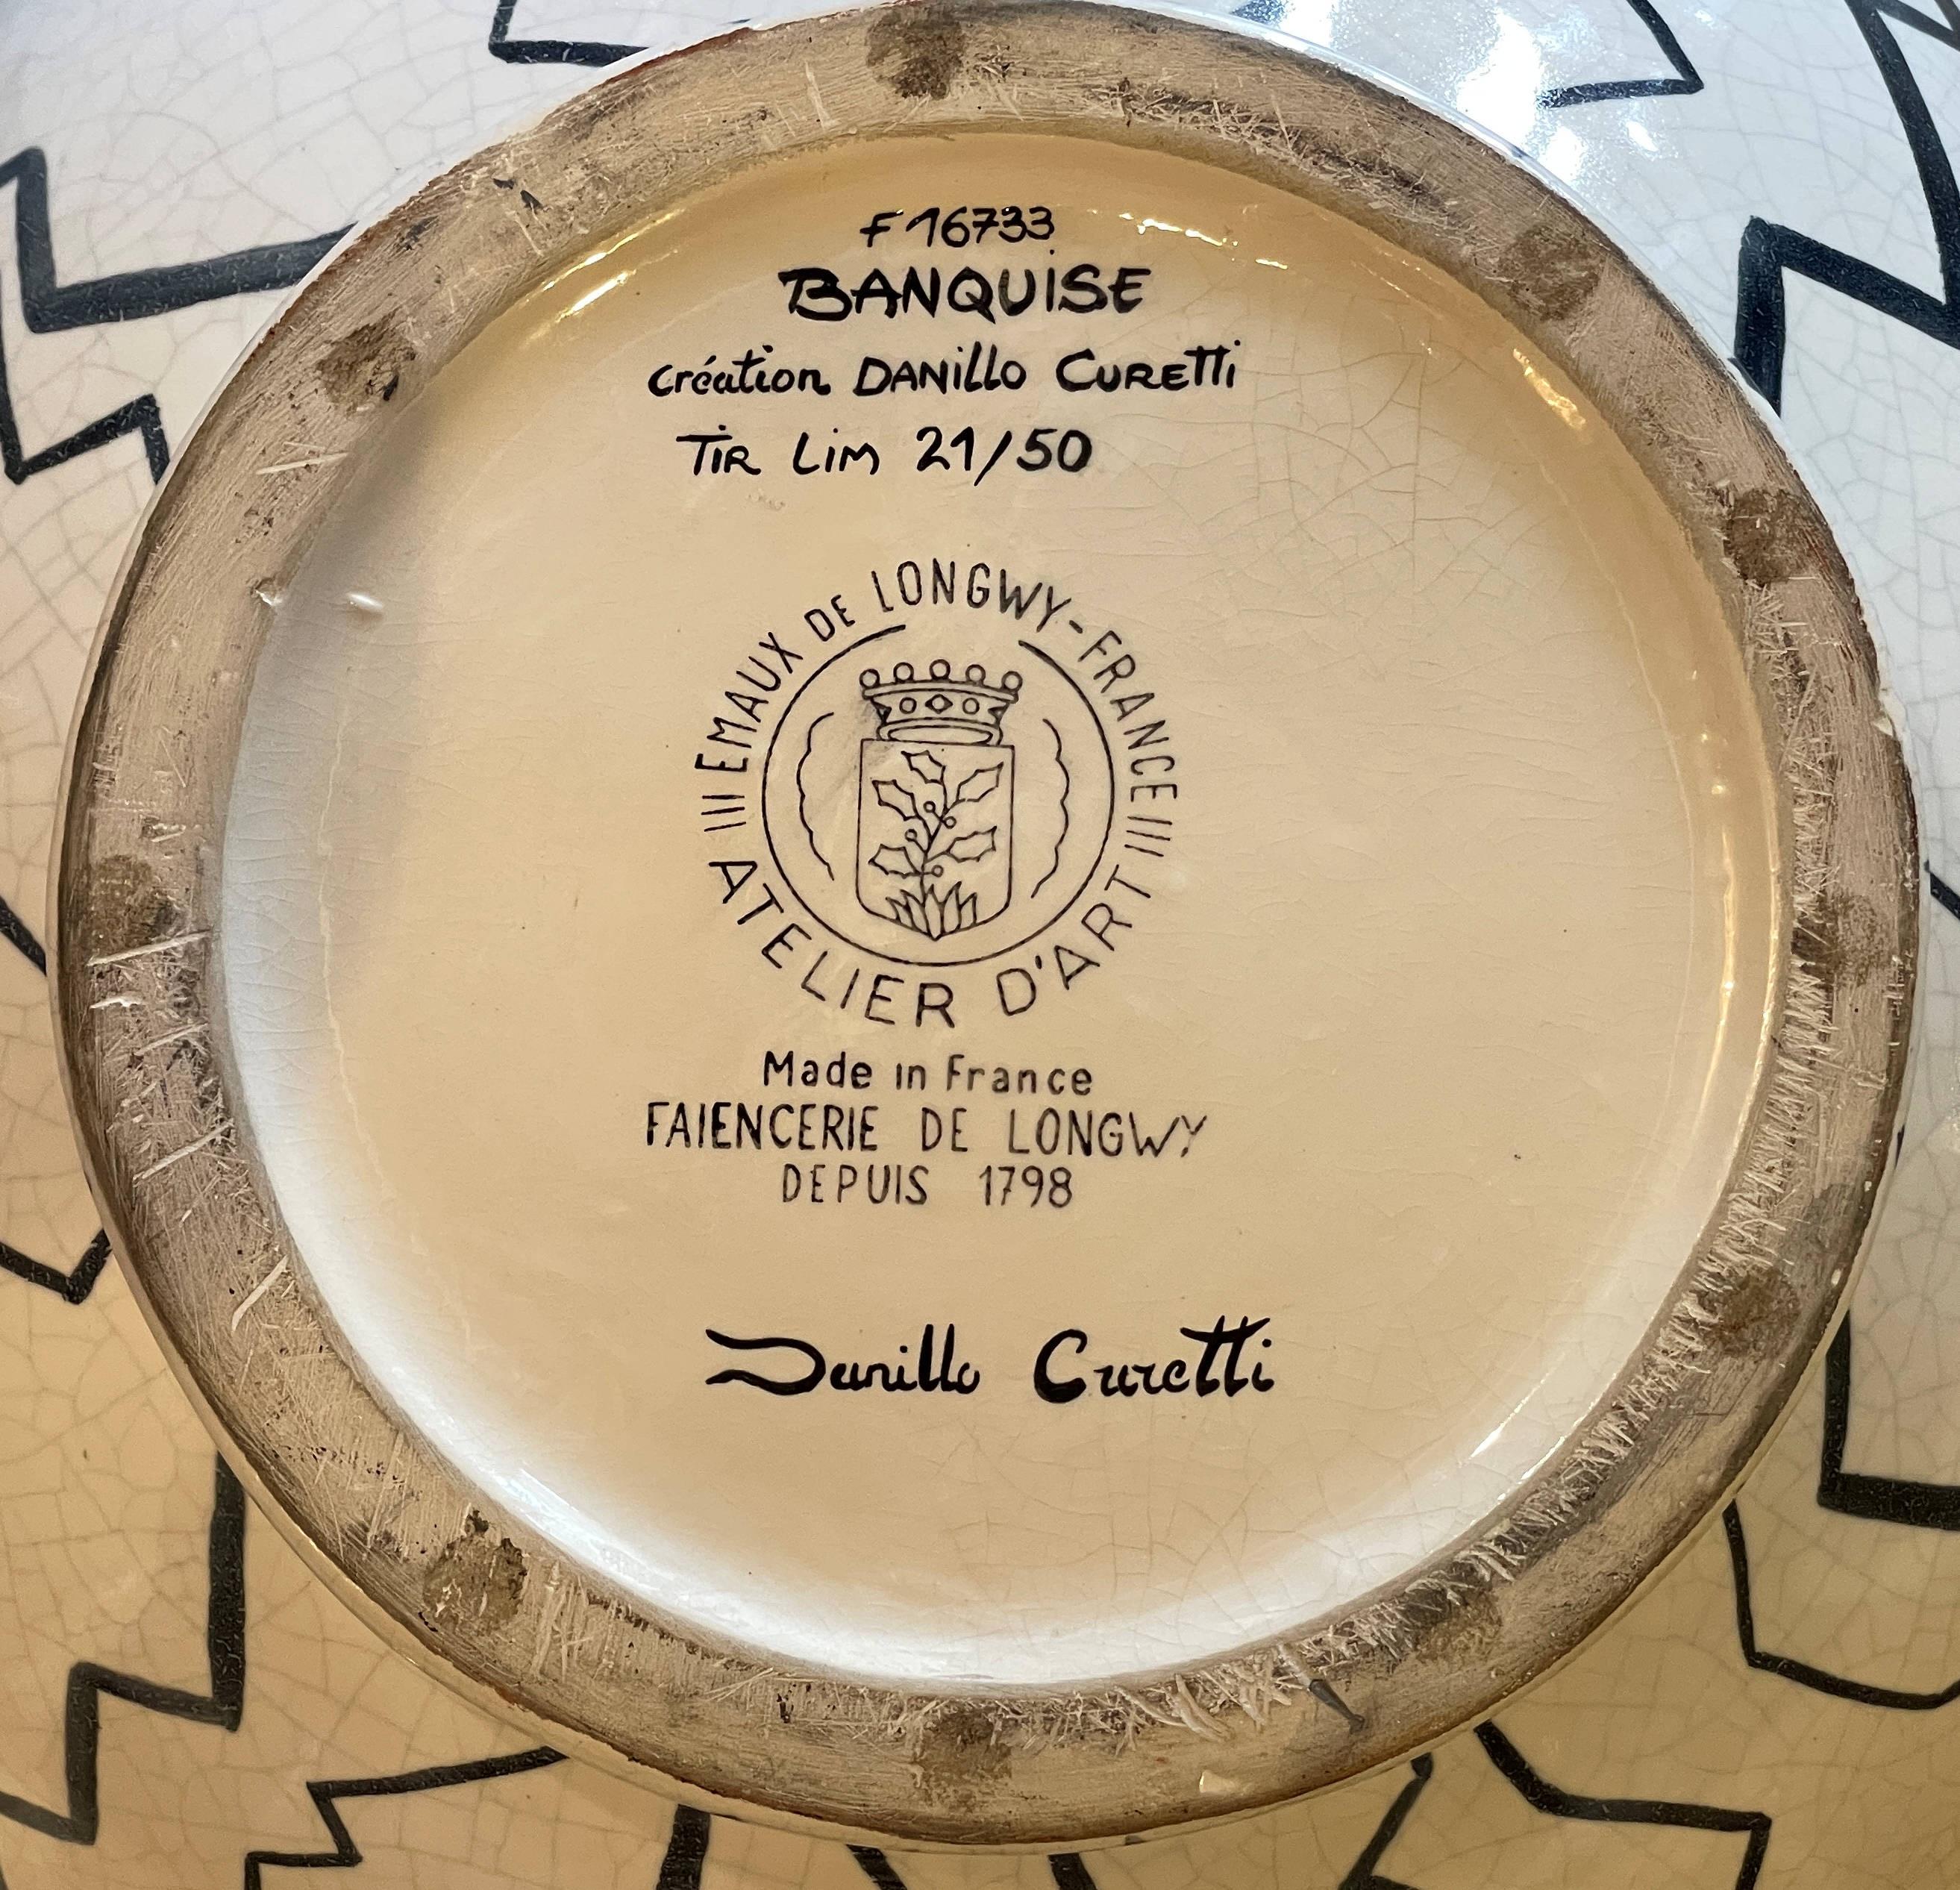 F 16733
BANQUISE
création DANILLO CURETTI
TIR LIM 21/50
EMAUX DE LONGWY-FRANCE
ATELIER D'ART
Made in France
FAIENCERIE DE LONGWY
DEPUIS 1798
Danillo Curetti